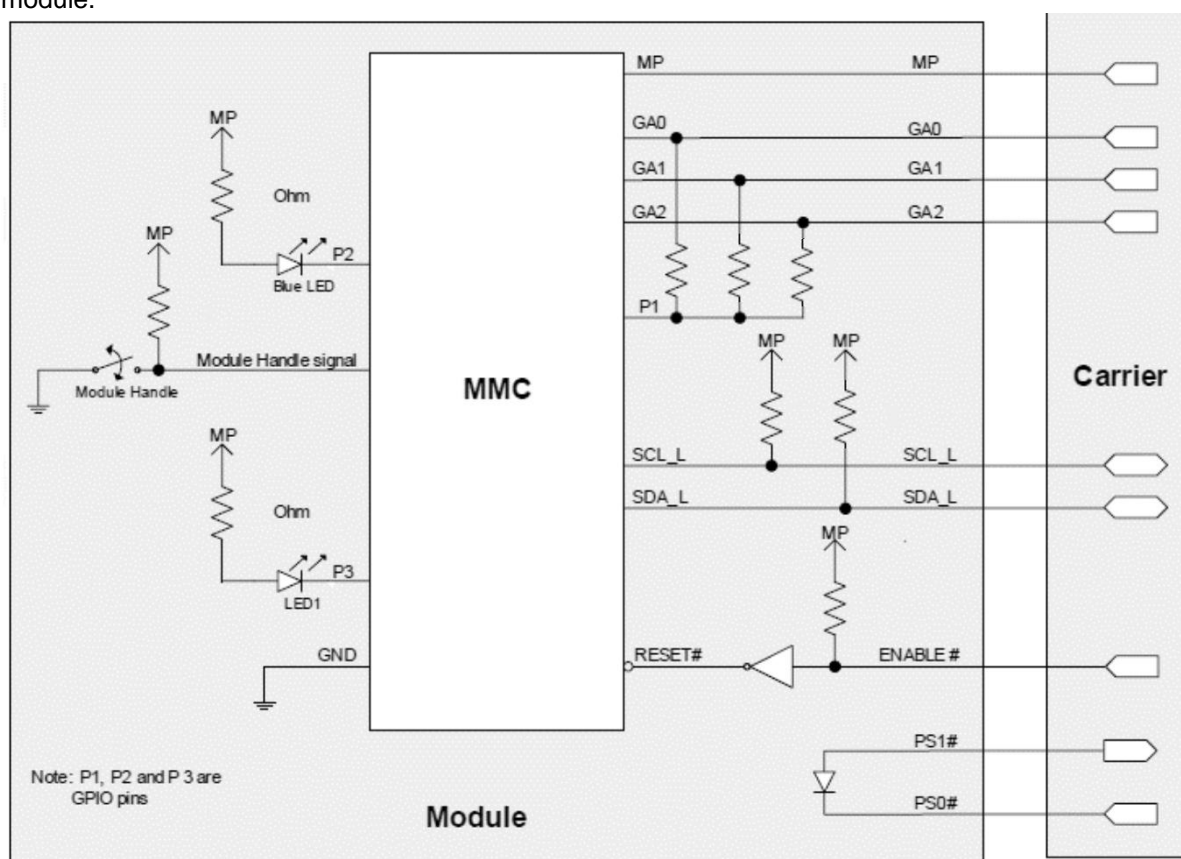 module.
MP
MP
MP
GA0
GA0
GA1
GA1
GA2
GA2
Ohm
P2
Blue LED
MP
P1
Module Handle signal
Module Handle
MMC
MP
MP
Carrier
MP
SCL_L
SCL_L
SDA_L
SDA_L
Ohm
P3
LED1
MP
GND
RESET#
ENABLE #
PS1#
PS0#
Note: P1, P2 and P 3 are
GPIO pins
Module